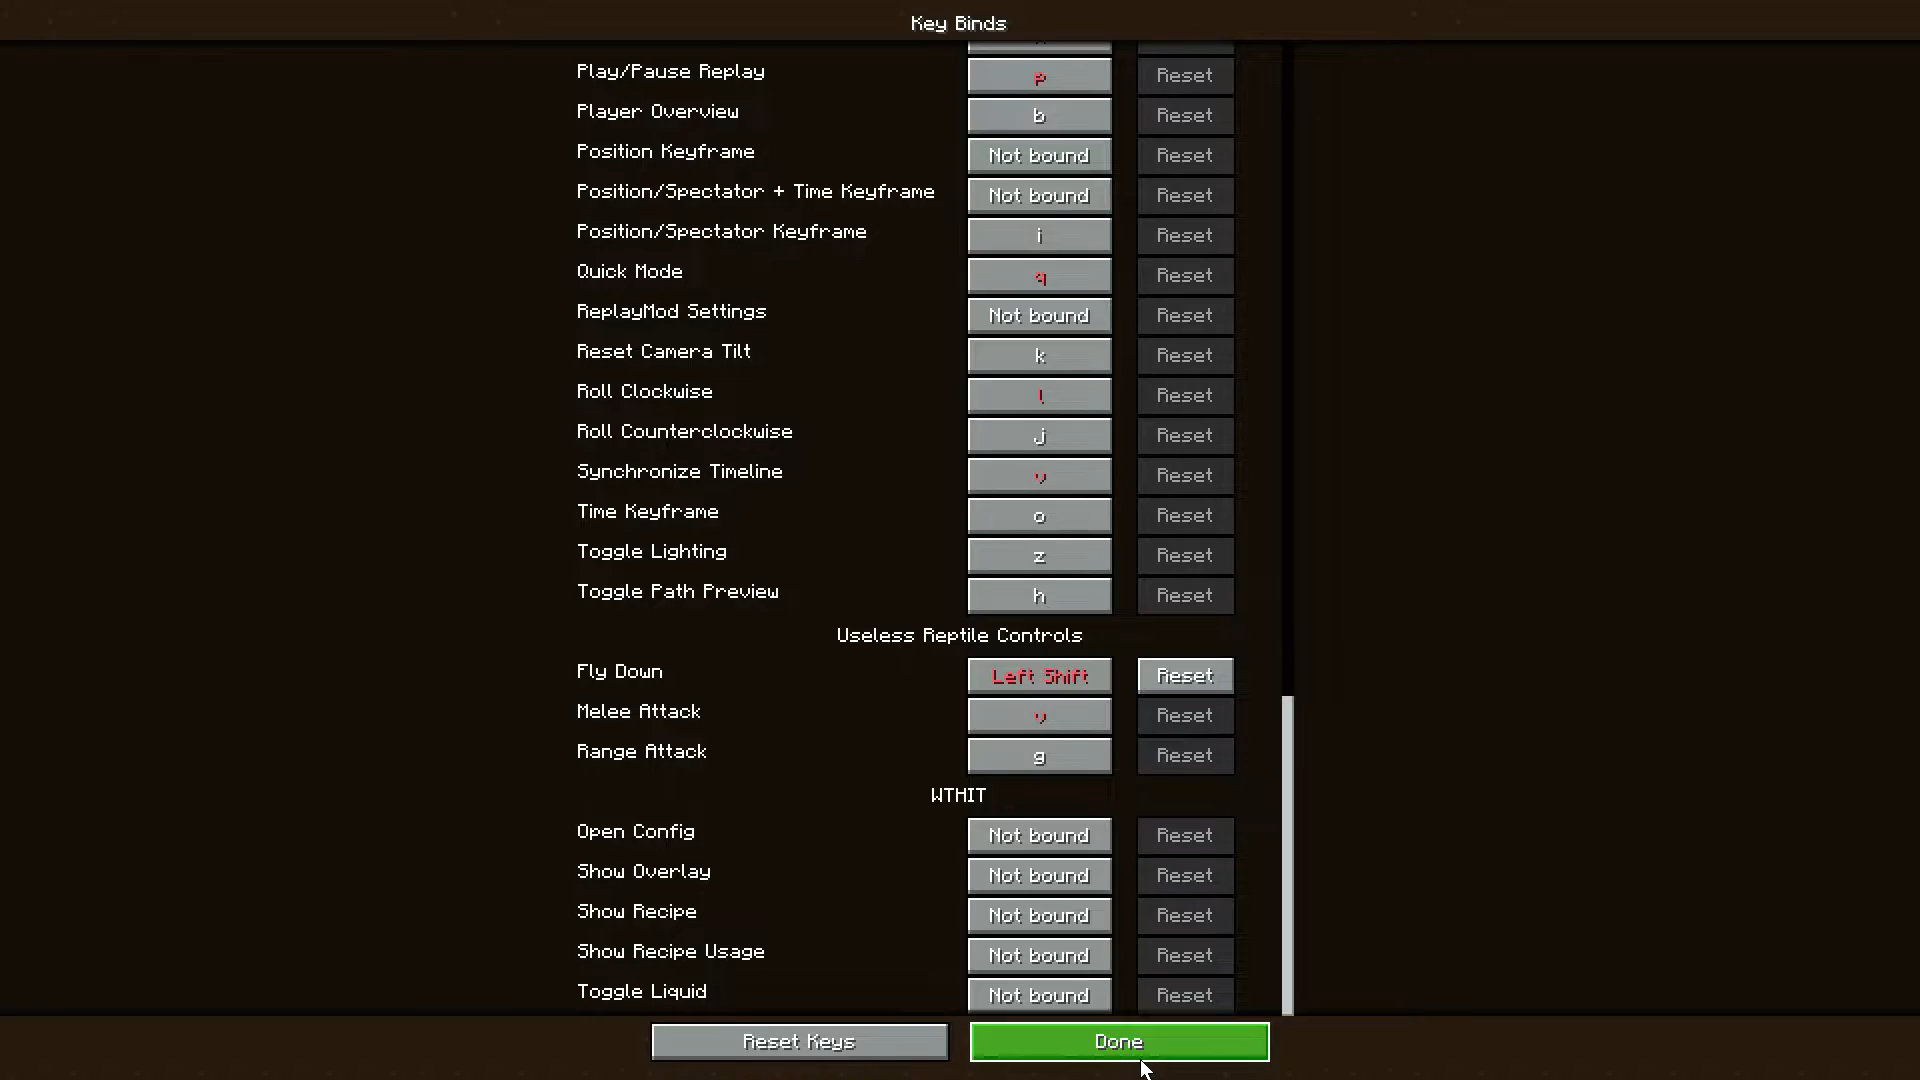 Key Binds
Play/Pause Replay p Reset
Player Overview b Reset
Position Keyframe Not bound Reset
Position/Spectator + Time Keyframe Not bound Reset
Position/Spectator Keyframe i Reset
Quick Mode q Reset
ReplayMod Settings Not bound Reset
Reset Camera Tilt k Reset
Roll Clockwise l Reset
Roll Counterclockwise j Reset
Synchronize Timeline v Reset
Time Keyframe o Reset
Toggle Lighting z Reset
Toggle Path Preview h Reset
Useless Reptile Controls
Fly Down Left Shift Reset
Melee Attack v Reset
Range Attack g Reset
WTHIT
Open Config Not bound Reset
Show Overlay Not bound Reset
Show Recipe Not bound Reset
Show Recipe Usage Not bound Reset
Toggle Liquid Not bound Reset
Reset Keys Done